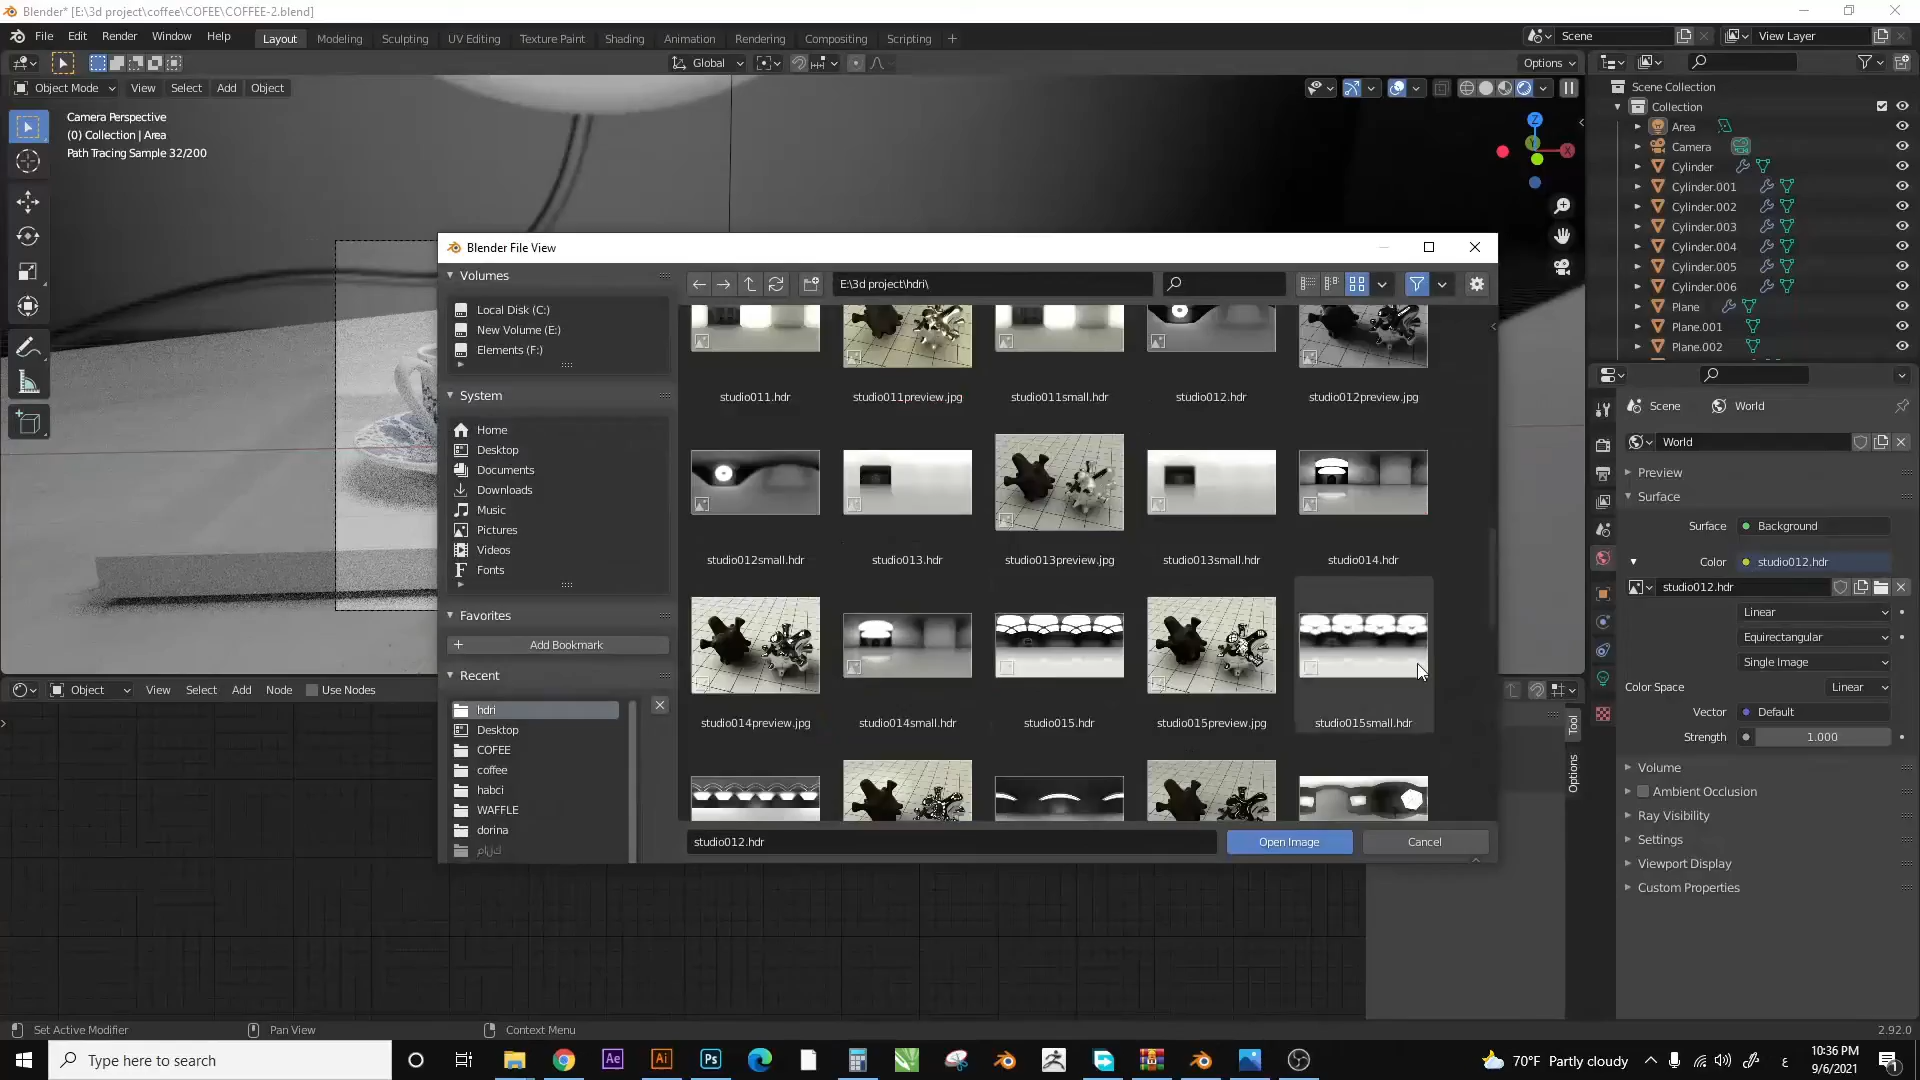 Blender* [E:\3d project\coffee\COFEE\COFFEE-2.blend]
File Edit Render Window Help Layout Modeling Sculpting UV Editing Texture Paint Shading Animation Rendering Compositing Scripting + Scene View Layer
Global Options
Object Mode View Select Add Object
Camera Perspective
(0) Collection | Area
Path Tracing Sample 32/200
Z
Y
X
Scene Collection
Collection
Area
Camera
Cylinder
Cylinder.001
Cylinder.002
Cylinder.003
Cylinder.004
Cylinder.005
Cylinder.006
Plane
Plane.001
Plane.002
Blender File View
Volumes
Local Disk (C:)
New Volume (E:)
Elements (F:)
System
Home
Desktop
Documents
Downloads
Music
Pictures
Videos
Fonts
Favorites
Add Bookmark
Recent
hdri
Desktop
COFEE
coffee
habci
WAFFLE
dorina
E:\3d project\hdri\
studio011.hdr studio011preview.jpg studio011small.hdr studio012.hdr studio012preview.jpg
studio012small.hdr studio013.hdr studio013preview.jpg studio013small.hdr studio014.hdr
studio014preview.jpg studio014small.hdr studio015.hdr studio015preview.jpg studio015small.hdr
studio012.hdr Open Image Cancel
Scene World
World
Preview
Surface
Surface Background
Color studio012.hdr
studio012.hdr
Linear
Equirectangular
Single Image
Color Space Linear
Vector Default
Strength 1.000
Volume
Ambient Occlusion
Ray Visibility
Settings
Viewport Display
Custom Properties
Object View Select Add Node Use Nodes
Tool
Options
Set Active Modifier Pan View Context Menu 2.92.0
Type here to search
Ae Ai Ps
70°F Partly cloudy
ع
10:36 PM
9/6/2021
1